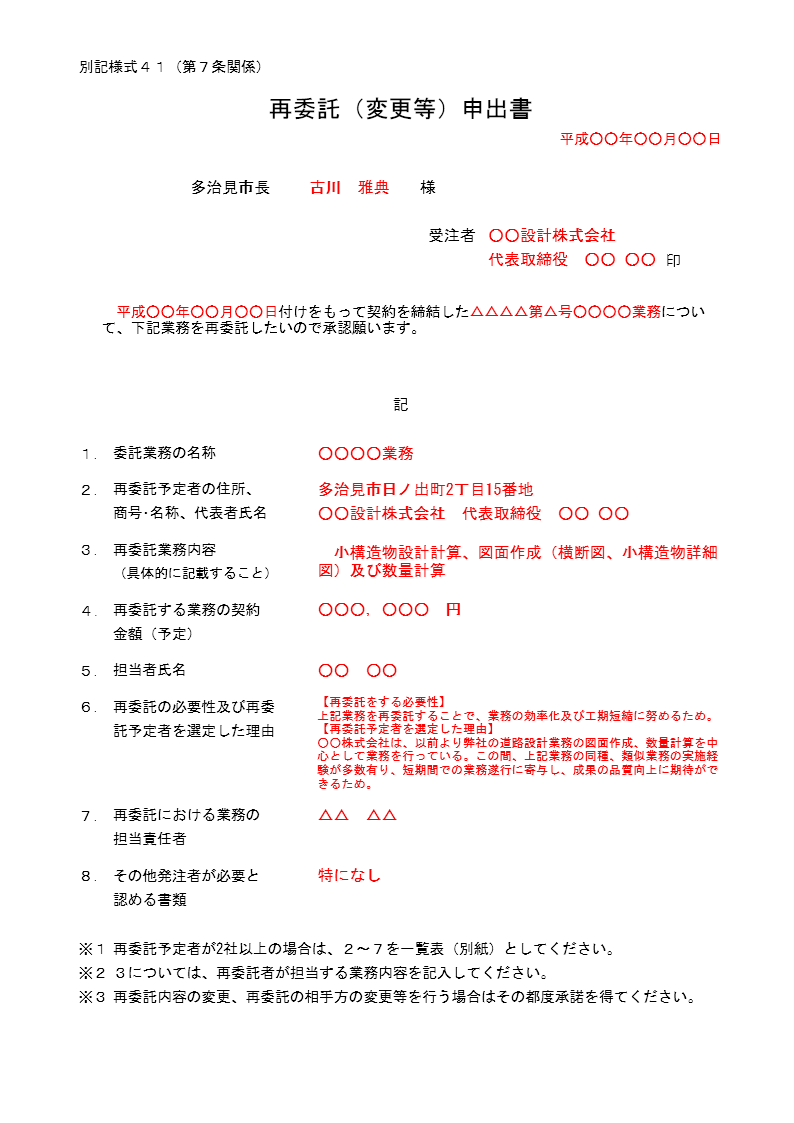 別記様式４１（第７条関係）
再委託（変更等）申出書
平成〇〇年〇〇月〇〇日
多治見市長　　古川　雅典　　様
受注者　〇〇設計株式会社
代表取締役　〇〇 〇〇 印
平成〇〇年〇〇月〇〇日付けをもって契約を締結した△△△△第△号〇〇〇〇業務につい
て、下記業務を再委託したいので承認願います。
記
１．委託業務の名称　〇〇〇〇業務
２．再委託予定者の住所、　多治見市日ノ出町2丁目15番地
商号･名称、代表者氏名　〇〇設計株式会社　代表取締役　〇〇 〇〇
３．再委託業務内容　小構造物設計計算、図面作成（横断図、小構造物詳細
（具体的に記載すること）　図）及び数量計算
４．再委託する業務の契約　〇〇〇，〇〇〇　円
金額（予定）
５．担当者氏名　〇〇　〇〇
６．再委託の必要性及び再委
託予定者を選定した理由
【再委託をする必要性】
上記業務を再委託することで、業務の効率化及び工期短縮に努めるため。
【再委託予定者を選定した理由】
〇〇株式会社は、以前より弊社の道路設計業務の図面作成、数量計算を中
心として業務を行っている。この間、上記業務の同種、類似業務の実施経
験が多数有り、短期間での業務遂行に寄与し、成果の品質向上に期待がで
きるため。
７．再委託における業務の　△△　△△
担当責任者
８．その他発注者が必要と　特になし
認める書類
※１ 再委託予定者が2社以上の場合は、２～７を一覧表（別紙）としてください。
※２ ３については、再委託者が担当する業務内容を記入してください。
※３ 再委託内容の変更、再委託の相手方の変更等を行う場合はその都度承諾を得てください。